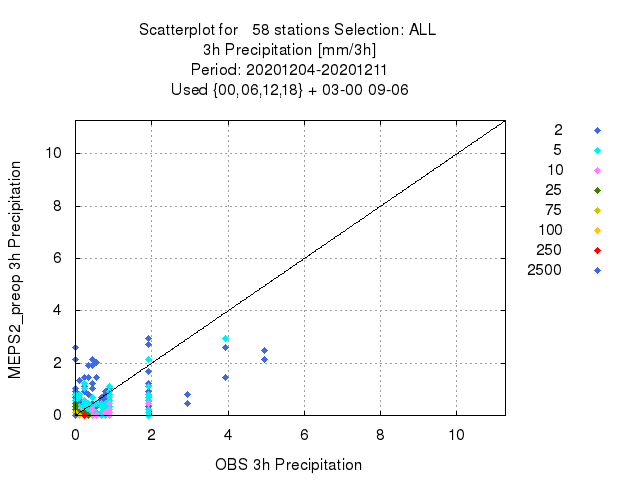 Scatterplot for 58 stations Selection: ALL
3h Precipitation [mm/3h]
Period: 20201204-20201211
Used {00,06,12,18} + 03-00 09-06
MEPS2_preop 3h Precipitation
10
8
6
4
2
0
0 2 4 6 8 10
OBS 3h Precipitation
2
5
10
25
75
100
250
2500